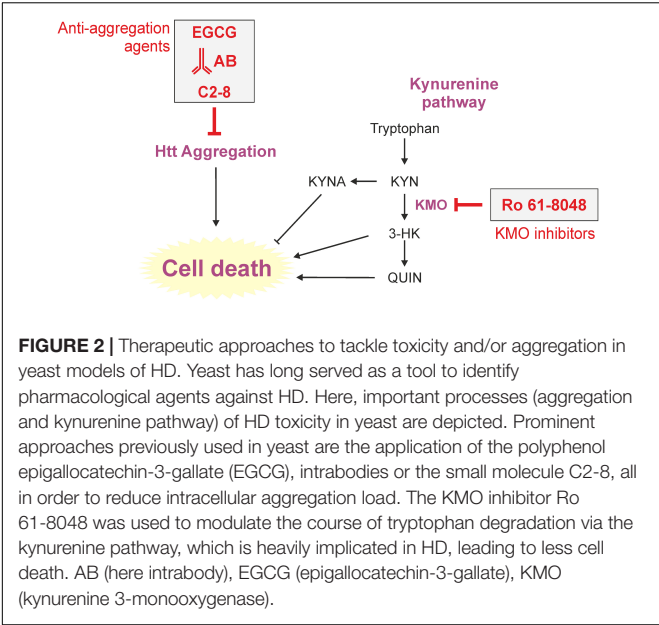 Anti-aggregation
agents
EGCG
AB
C2-8
Htt Aggregation
Kynurenine
pathway
Tryptophan
KYNA
KYN
KMO
Ro 61-8048
KMO inhibitors
3-HK
Cell death
QUIN
FIGURE 2 | Therapeutic approaches to tackle toxicity and/or aggregation in
yeast models of HD. Yeast has long served as a tool to identify
pharmacological agents against HD. Here, important processes (aggregation
and kynurenine pathway) of HD toxicity in yeast are depicted. Prominent
approaches previously used in yeast are the application of the polyphenol
epigallocatechin-3-gallate (EGCG), intrabodies or the small molecule C2-8, all
in order to reduce intracellular aggregation load. The KMO inhibitor Ro
61-8048 was used to modulate the course of tryptophan degradation via the
kynurenine pathway, which is heavily implicated in HD, leading to less cell
death. AB (here intrabody), EGCG (epigallocatechin-3-gallate), KMO
(kynurenine 3-monooxygenase).